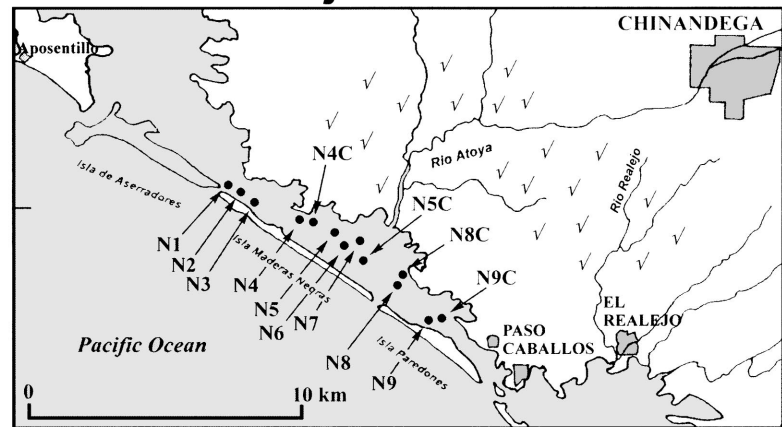 CHINANDEGA
Aposentillo
N4C
Rio Atoya
Isla de Aserradores
Rio Realejo
N5C
N8C
N1
N2
N3
N4
Isla Maderas Negras
N5
N6
N7
N9C
EL
REALEJO
PASO
CABALLOS
Pacific Ocean
N8
Isla Paredones
N9
0
10 km